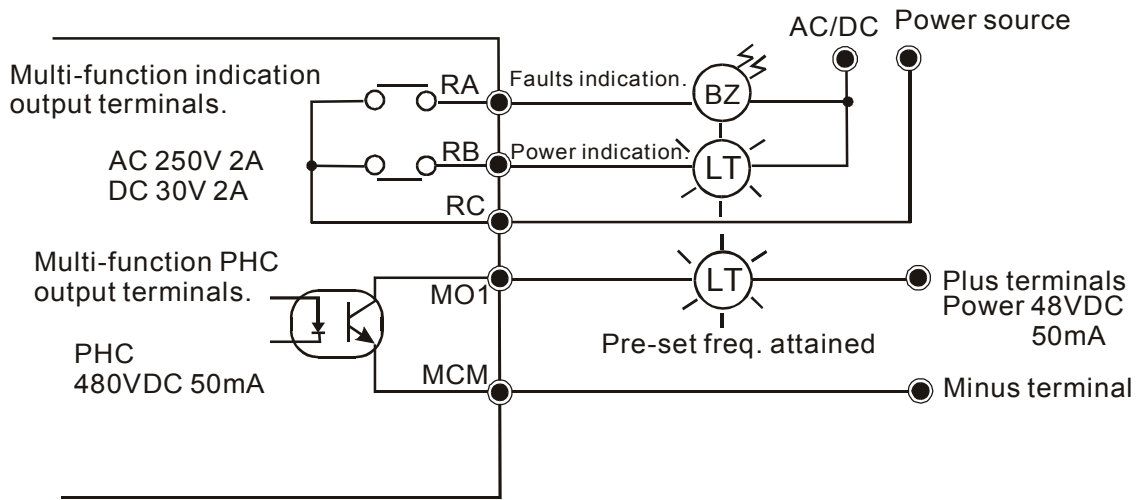 AC/DC
Power source
Multi-function indication
output terminals.
RA
Faults indication.
BZ
AC 250V 2A
DC 30V 2A
RB
Power indication.
LT
RC
Multi-function PHC
output terminals.
MO1
LT
Plus terminals
Power 48VDC
50mA
Pre-set freq. attained
PHC
480VDC 50mA
MCM
Minus terminal